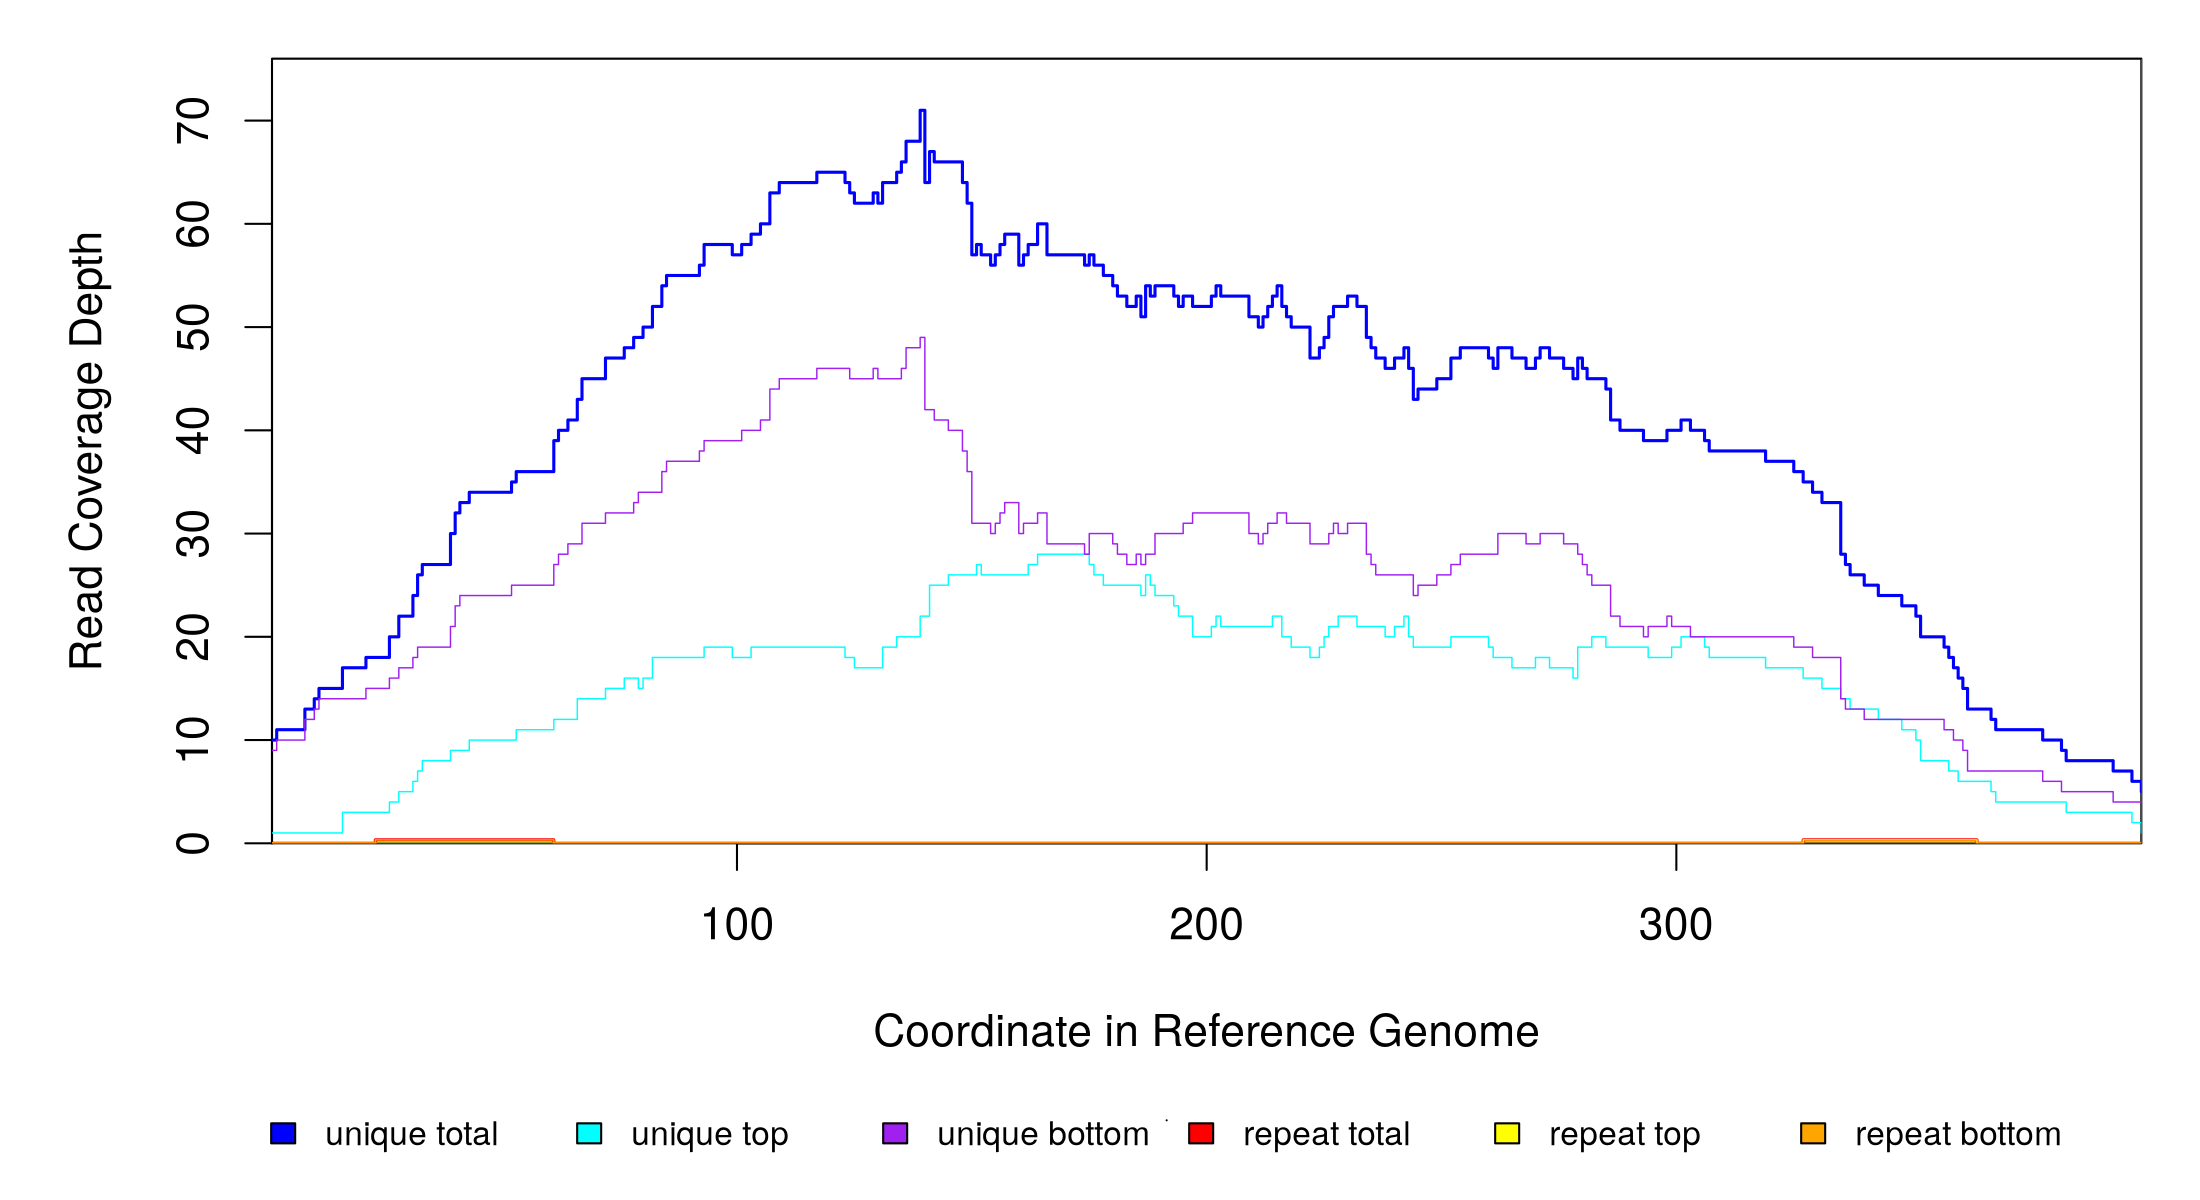 Read Coverage Depth
70
60
50
40
30
20
10
0
100 200 300
Coordinate in Reference Genome
unique total unique top unique bottom repeat total repeat top repeat bottom